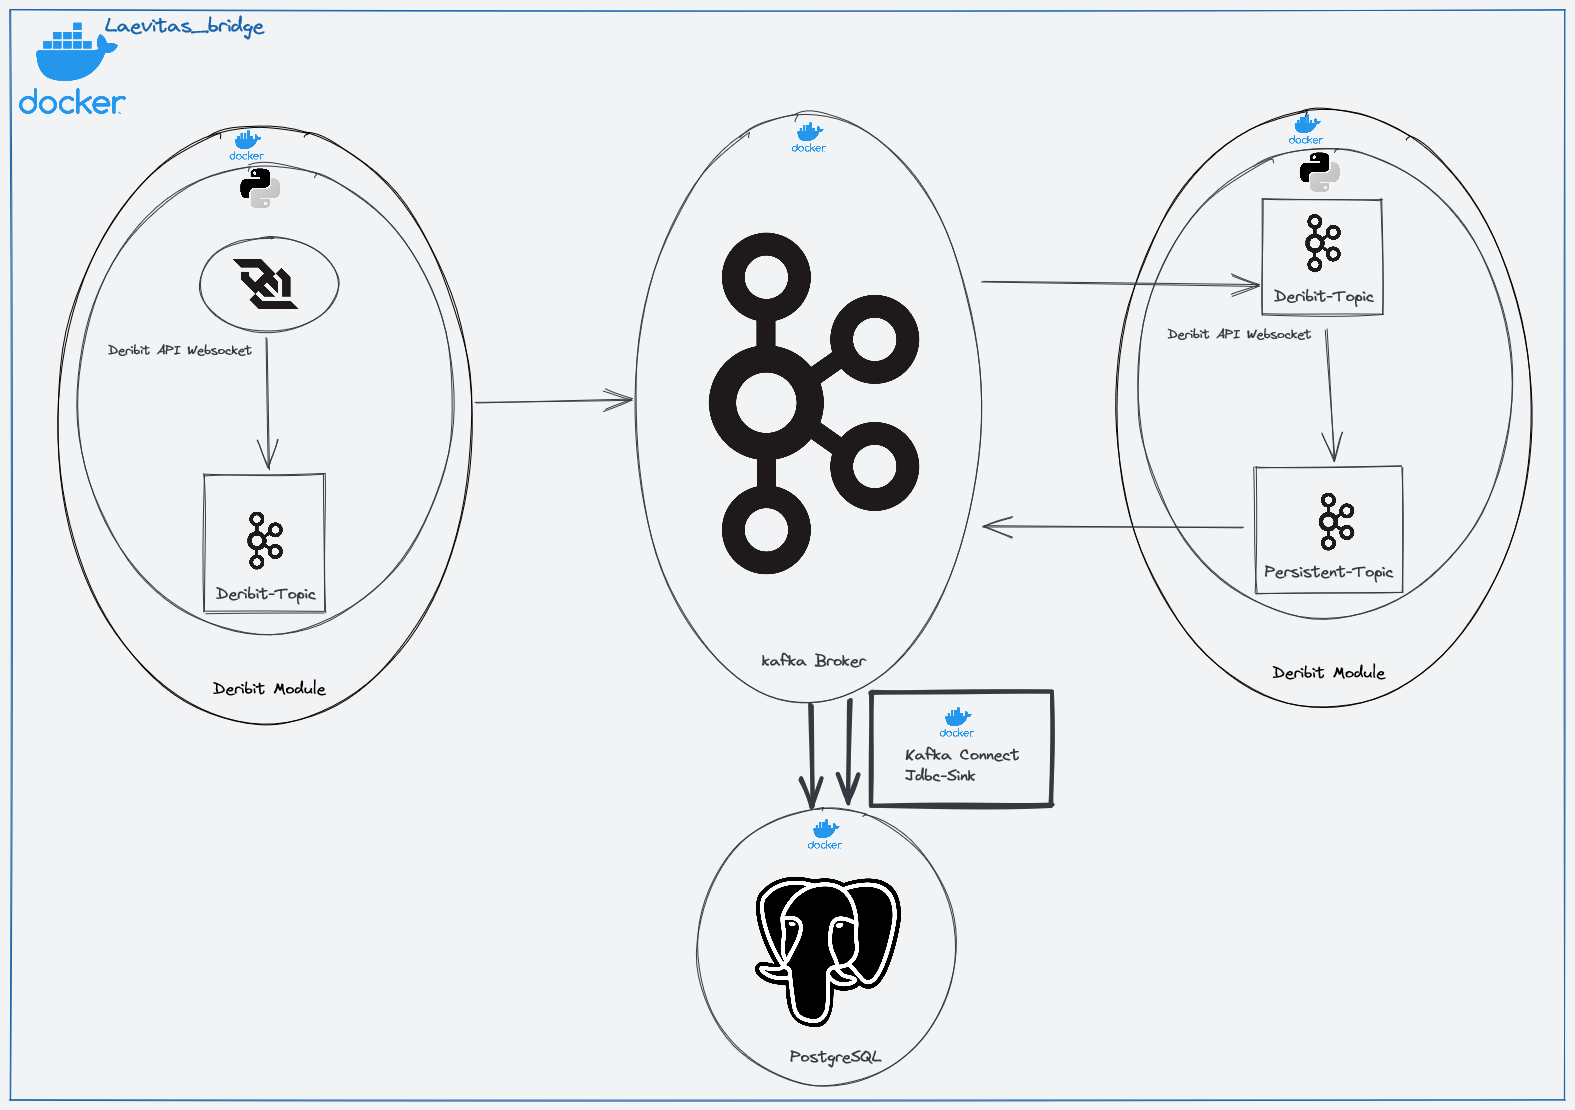 Laevitas_bridge
docker
docker
Deribit API Websocket
Deribit-Topic
Deribit Module
docker
kafka Broker
docker
Deribit-Topic
Deribit API Websocket
Persistent-Topic
Deribit Module
docker
Kafka Connect
Jdbc-Sink
docker
PostgreSQL